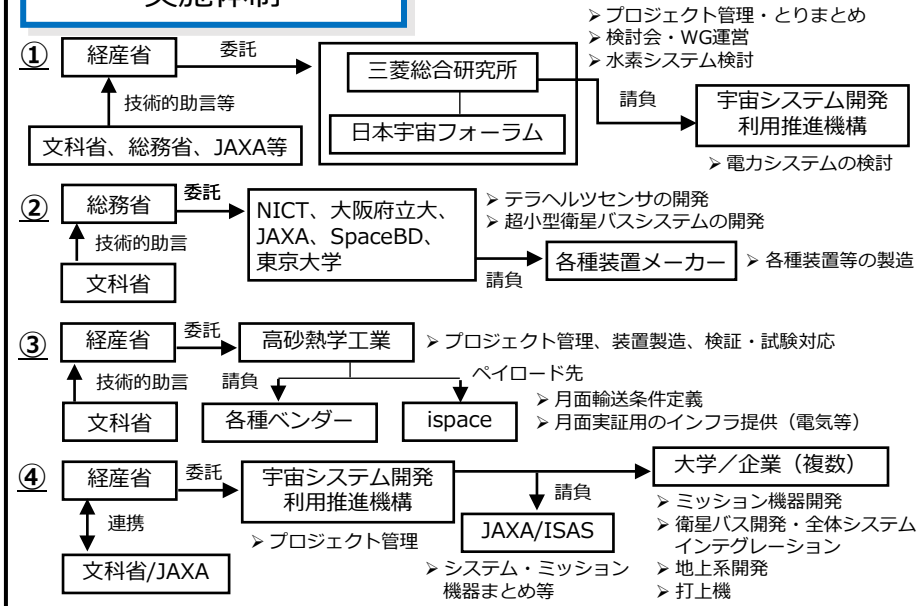 実施体制
➢ プロジェクト管理・とりまとめ
➢ 検討会・WG運営
➢ 水素システム検討
①
経産省
委託
三菱総合研究所
日本宇宙フォーラム
請負
宇宙システム開発
利用推進機構
➢ 電力システムの検討
技術的助言等
文科省、総務省、JAXA等
②
総務省
委託
NICT、大阪府立大、
JAXA、SpaceBD、
東京大学
➢ テラヘルツセンサの開発
➢ 超小型衛星バスシステムの開発
技術的助言
文科省
請負
各種装置メーカー
➢ 各種装置等の製造
③
経産省
委託
高砂熱学工業
➢ プロジェクト管理、装置製造、検証・試験対応
技術的助言
文科省
請負
各種ベンダー
ペイロード先
ispace
➢ 月面輸送条件定義
➢ 月面実証用のインフラ提供（電気等）
④
経産省
委託
宇宙システム開発
利用推進機構
➢ プロジェクト管理
連携
文科省/JAXA
請負
JAXA/ISAS
➢ システム・ミッション
機器まとめ等
大学／企業（複数）
➢ ミッション機器開発
➢ 衛星バス開発・全体システム
インテグレーション
➢ 地上系開発
➢ 打上機